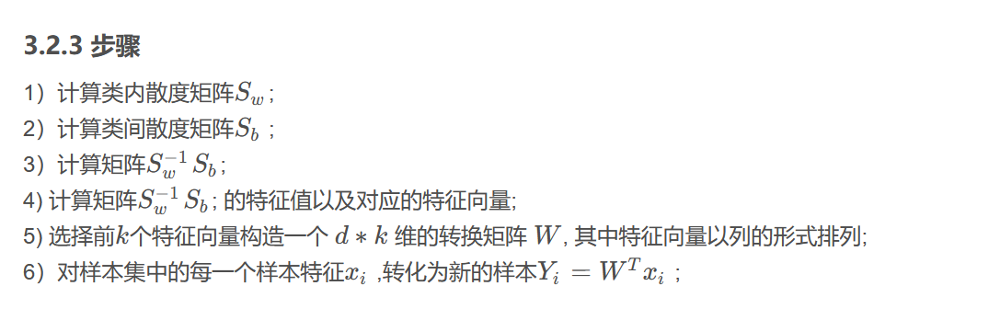 3.2.3 步骤
1）计算类内散度矩阵$S_w$;
2）计算类间散度矩阵$S_b$ ;
3）计算矩阵$S_w^{-1} S_b$;
4) 计算矩阵$S_w^{-1} S_b$; 的特征值以及对应的特征向量;
5) 选择前$k$个特征向量构造一个 $d * k$ 维的转换矩阵 $W$, 其中特征向量以列的形式排列;
6）对样本集中的每一个样本特征$x_i$ ,转化为新的样本$Y_i = W^T x_i$ ;